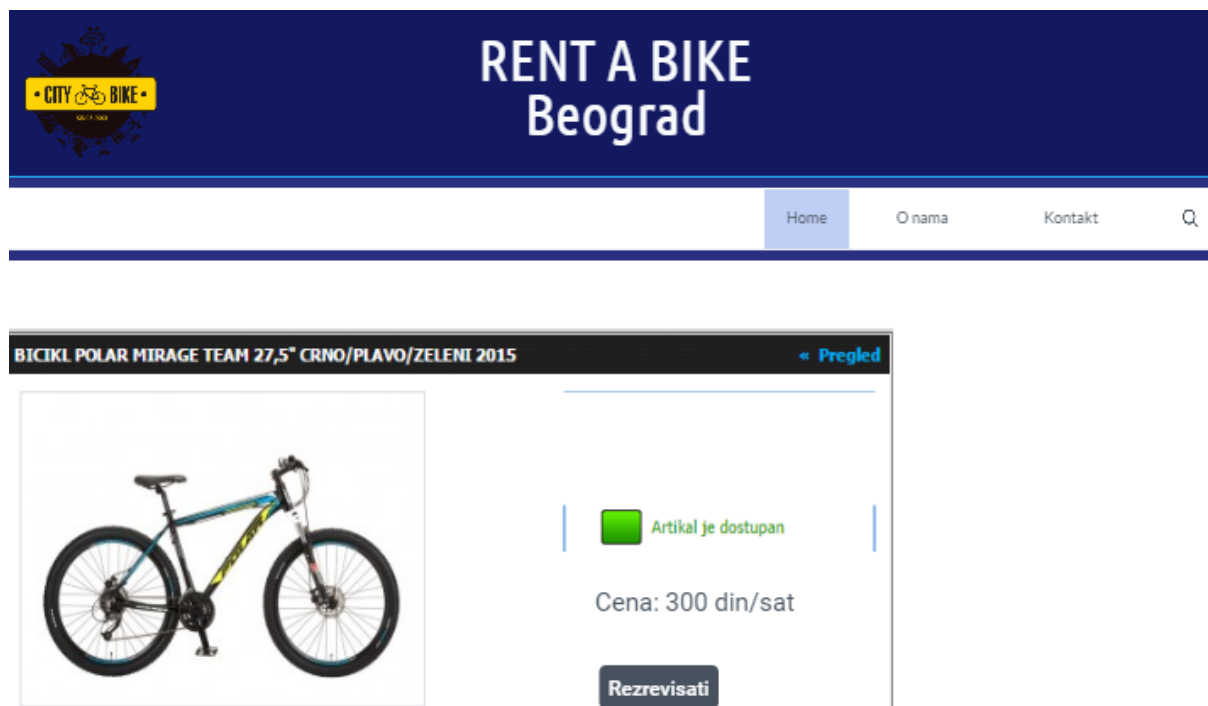 • CITY BIKE •
RENT A BIKE
Beograd
Home O nama Kontakt
BICIKL POLAR MIRAGE TEAM 27,5" CRNO/PLAVO/ZELENI 2015 « Pregled
POLAR
Artikal je dostupan
Cena: 300 din/sat
Rezrevisati